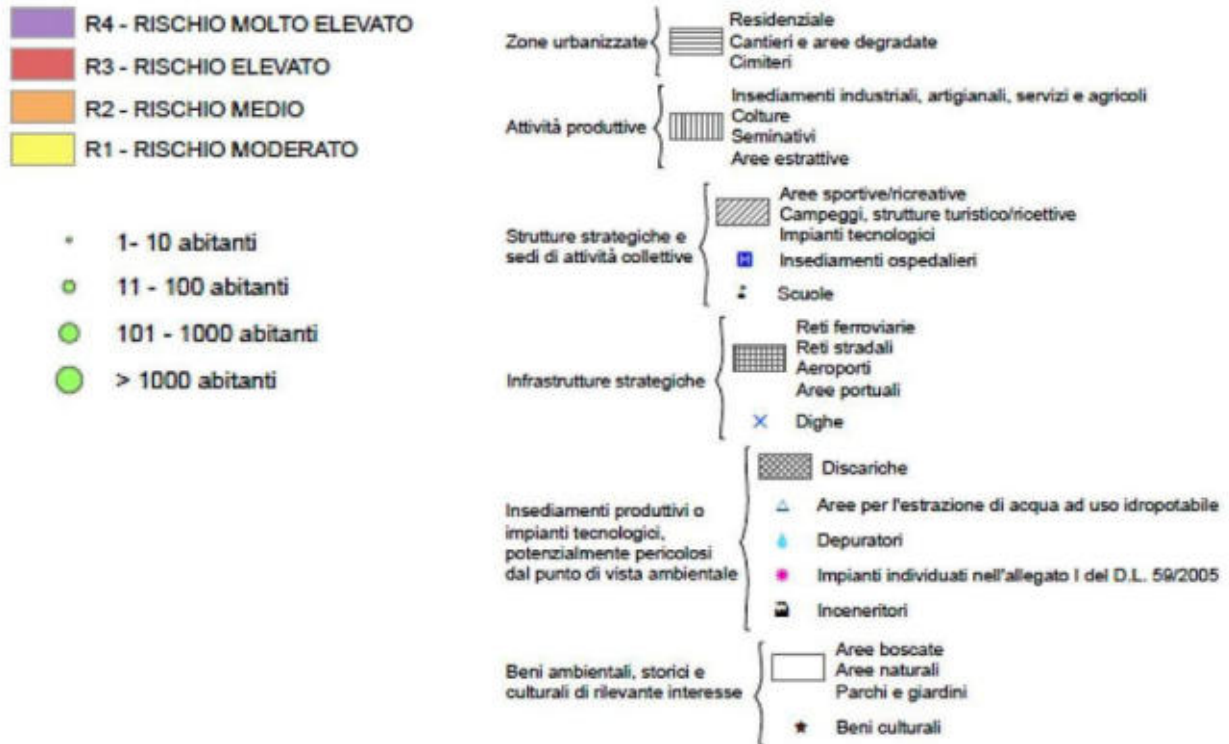 R4 - RISCHIO MOLTO ELEVATO
R3 - RISCHIO ELEVATO
R2 - RISCHIO MEDIO
R1 - RISCHIO MODERATO
1- 10 abitanti
11 - 100 abitanti
101 - 1000 abitanti
> 1000 abitanti
Zone urbanizzate
Residenziale
Cantieri e aree degradate
Cimiteri
Attività produttive
Insediamenti industriali, artigianali, servizi e agricoli
Colture
Seminativi
Aree estrattive
Strutture strategiche e
sedi di attività collettive
Aree sportive/ricreative
Campeggi, strutture turistico/ricettive
Impianti tecnologici
H
Insediamenti ospedalieri
Scuole
Infrastrutture strategiche
Reti ferroviarie
Reti stradali
Aeroporti
Aree portuali
Dighe
Insediamenti produttivi o
impianti tecnologici,
potenzialmente pericolosi
dal punto di vista ambientale
Discariche
Aree per l'estrazione di acqua ad uso idropotabile
Depuratori
Impianti individuati nell'allegato I del D.L. 59/2005
Inceneritori
Beni ambientali, storici e
culturali di rilevante interesse
Aree boscate
Aree naturali
Parchi e giardini
Beni culturali